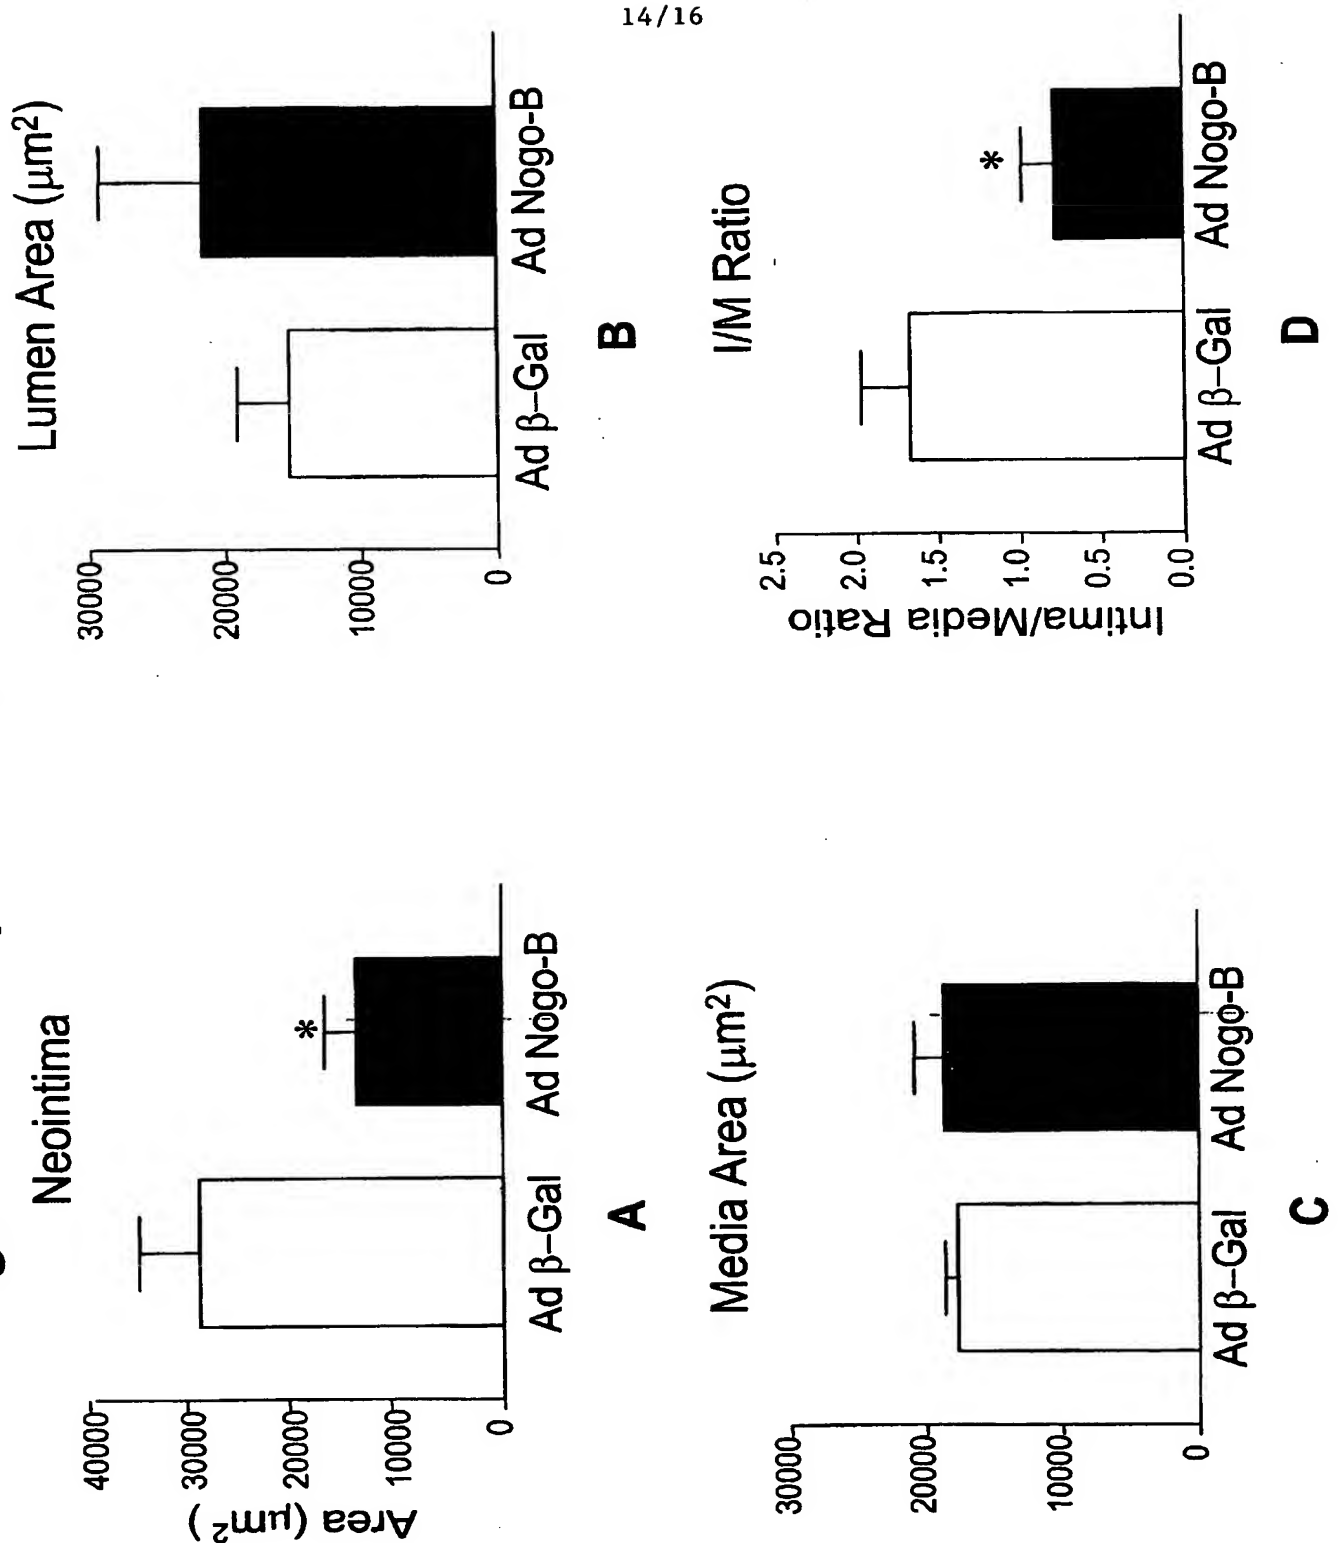 14/16
Neointima
Area (μm²)
40000
30000
20000
10000
0
*
Ad β–Gal
Ad Nogo-B
A
Lumen Area (μm²)
30000
20000
10000
0
Ad β–Gal
Ad Nogo-B
B
Media Area (μm²)
30000
20000
10000
0
Ad β–Gal
Ad Nogo-B
C
I/M Ratio
Intima/Media Ratio
2.5
2.0
1.5
1.0
0.5
0.0
*
Ad β–Gal
Ad Nogo-B
D